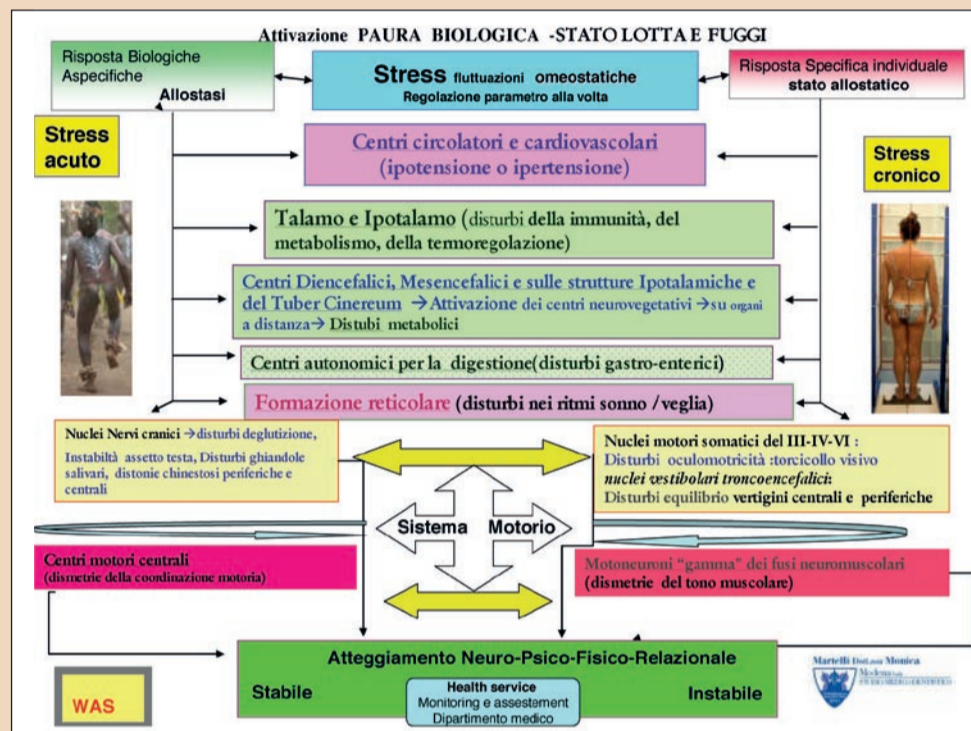 Attivazione PAURA BIOLOGICA -STATO LOTTA E FUGGI
Risposta Biologiche
Aspecifiche
Allostasi
Stress fluttuazioni omeostatiche
Regolazione parametro alla volta
Risposta Specifica individuale
stato allostatico
Stress
acuto
Stress
cronico
Centri circolatori e cardiovascolari
(ipotensione o ipertensione)
Talamo e Ipotalamo (disturbi della immunità, del
metabolismo, della termoregolazione)
Centri Diencefalici, Mesencefalici e sulle strutture Ipotalamiche e
del Tuber Cinereum →Attivazione dei centri neurovegetativi →su organi
a distanza→ Distubi metabolici
Centri autonomici per la digestione(disturbi gastro-enterici)
Formazione reticolare (disturbi nei ritmi sonno /veglia)
Nuclei Nervi cranici →disturbi deglutizione,
Instabiltà assetto testa, Disturbi ghiandole
salivari, distonie chinestosi periferiche e
centrali
Nuclei motori somatici del III-IV-VI :
Disturbi oculomotricità :torcicollo visivo
nuclei vestibolari troncoencefalici:
Disturbi equilibrio vertigini centrali e periferiche
Sistema Motorio
Centri motori centrali
(dismetrie della coordinazione motoria)
Motoneuroni “gamma” dei fusi neuromuscolari
(dismetrie del tono muscolare)
Atteggiamento Neuro-Psico-Fisico-Relazionale
Stabile
Instabile
Health service
Monitoring e assestement
Dipartimento medico
WAS
Martelli Dott.ssa Monica
Modena
STUDIO MEDICO-DENTISTICO